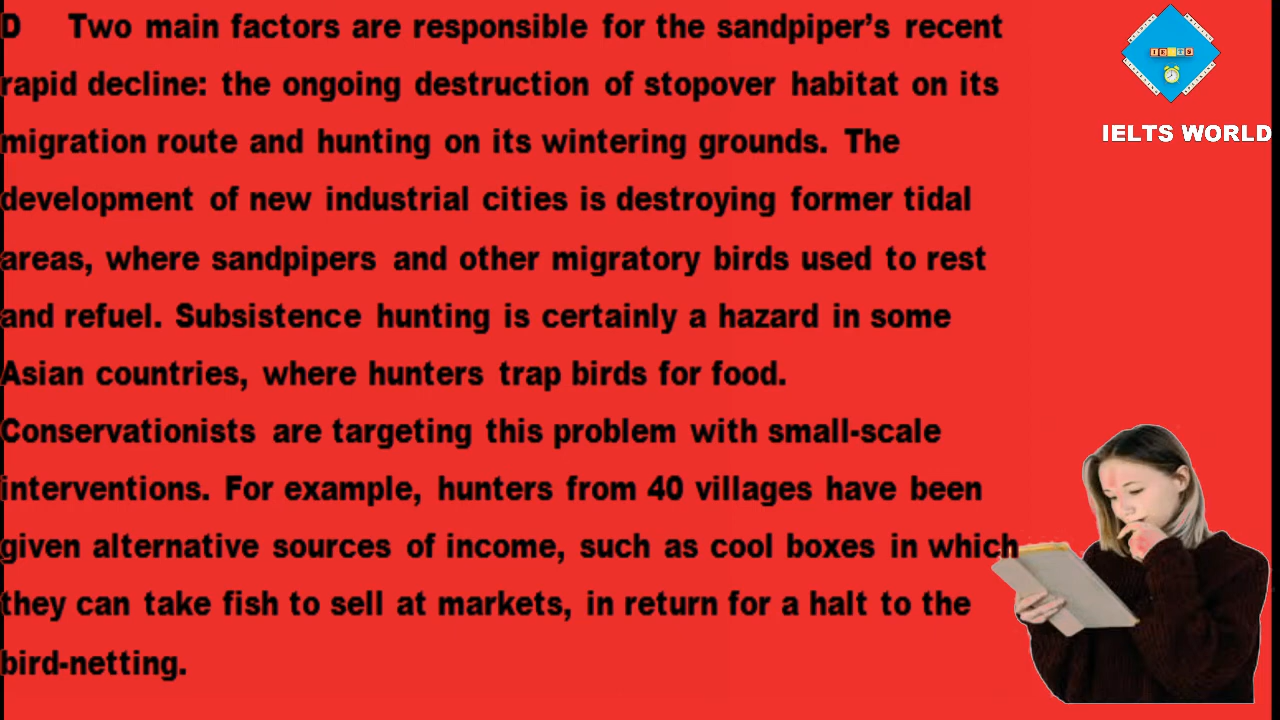 D Two main factors are responsible for the sandpiper's recent
rapid decline: the ongoing destruction of stopover habitat on its
migration route and hunting on its wintering grounds. The
development of new industrial cities is destroying former tidal
areas, where sandpipers and other migratory birds used to rest
and refuel. Subsistence hunting is certainly a hazard in some
Asian countries, where hunters trap birds for food.
Conservationists are targeting this problem with small-scale
interventions. For example, hunters from 40 villages have been
given alternative sources of income, such as cool boxes in which
they can take fish to sell at markets, in return for a halt to the
bird-netting.
IELTS
IELTS WORLD